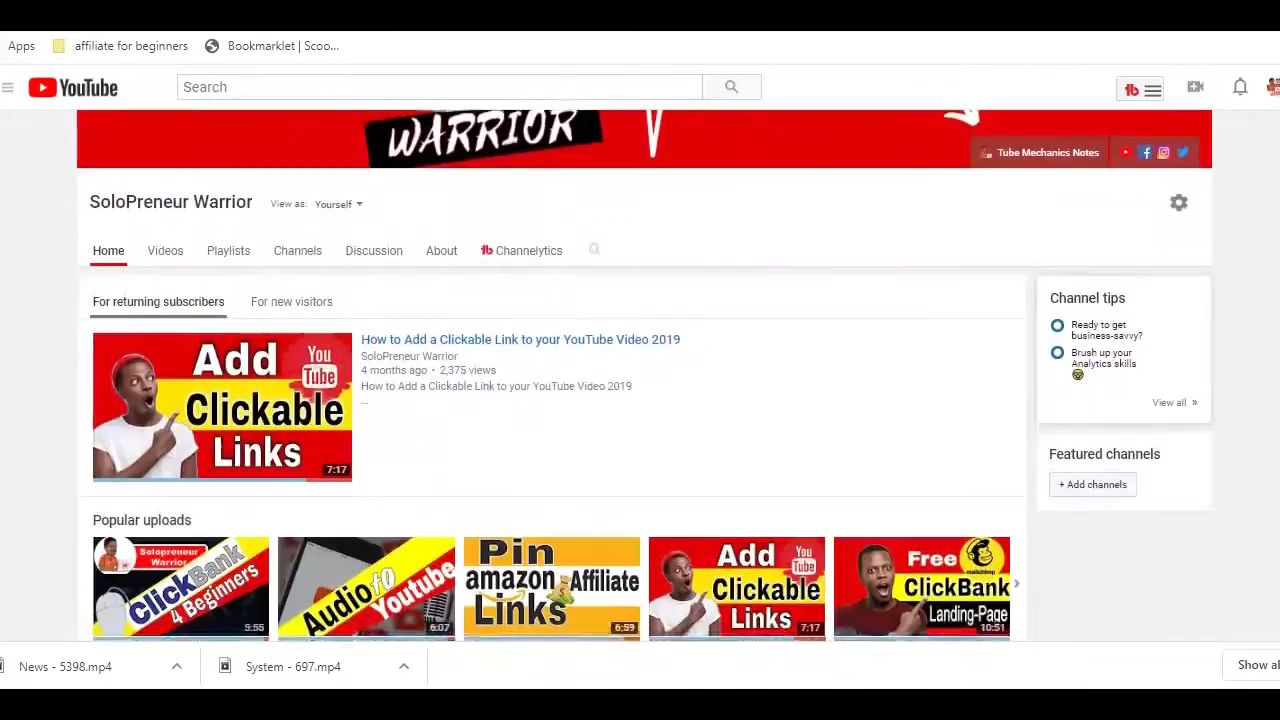 Apps affiliate for beginners Bookmarklet | Scoo...
YouTube Search
WARRIOR
Tube Mechanics Notes
SoloPreneur Warrior View as: Yourself
Home Videos Playlists Channels Discussion About Channelytics
For returning subscribers For new visitors
Channel tips
Ready to get
business-savvy?
Brush up your
Analytics skills
View all »
Add
You
Tube
Clickable
Links
7:17
How to Add a Clickable Link to your YouTube Video 2019
SoloPreneur Warrior
4 months ago • 2,375 views
How to Add a Clickable Link to your YouTube Video 2019
...
Featured channels
+ Add channels
Popular uploads
Solopreneur
Warrior
ClickBank
4 Beginners
5:55
Audio to
Youtube
6:07
Pin
amazon Affiliate
Links
6:59
Add
You
Tube
Clickable
Links
7:17
Free
mailchimp
ClickBank
Landing-Page
10:51
News - 5398.mp4 System - 697.mp4 Show al